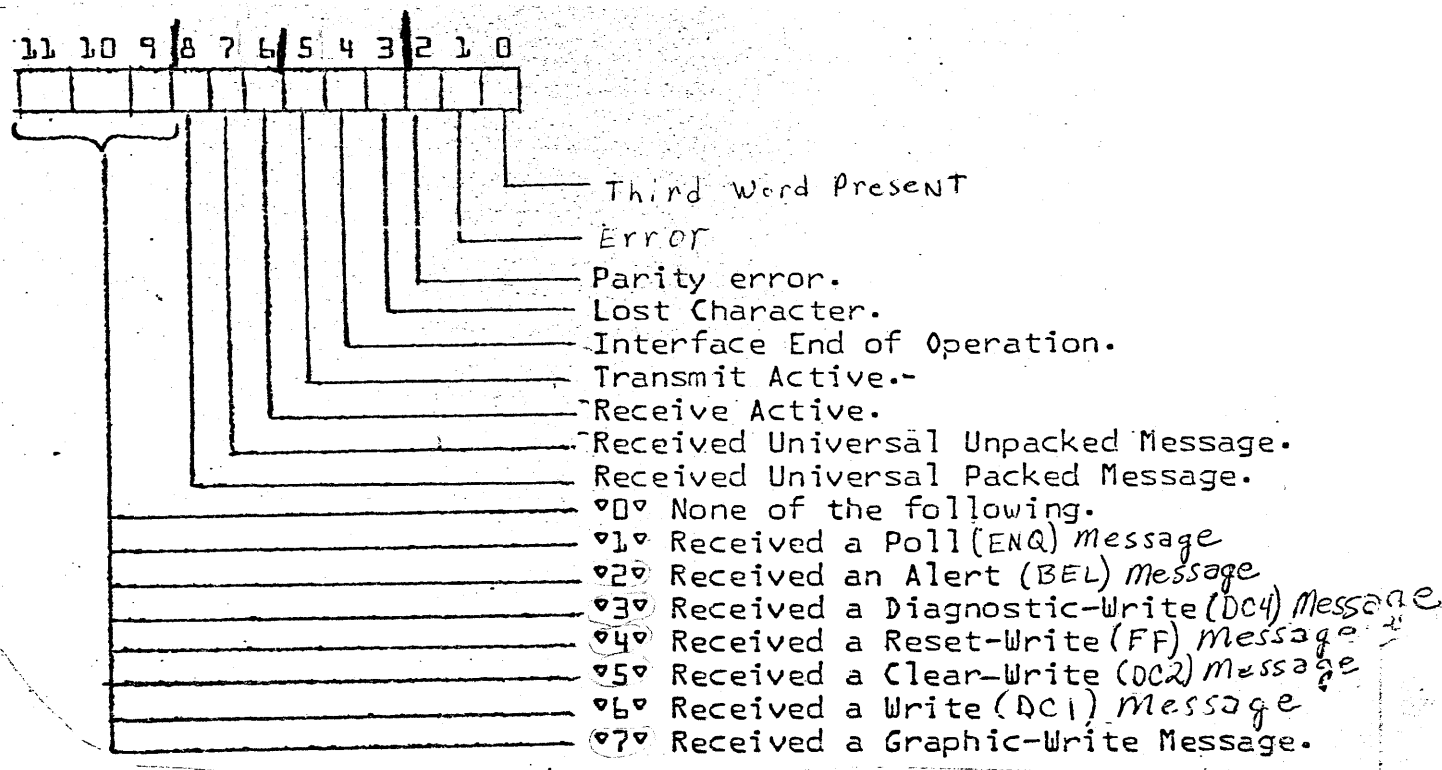 11 10 9 8 7 6 5 4 3 2 1 0
Third Word Present
Error
Parity error.
Lost Character.
Interface End of Operation.
Transmit Active.-
Receive Active.
Received Universal Unpacked Message.
Received Universal Packed Message.
▿0▿ None of the following.
▿1▿ Received a Poll (ENQ) Message
▿2▿ Received an Alert (BEL) Message
▿3▿ Received a Diagnostic-Write (DC4) Message
▿4▿ Received a Reset-Write (FF) Message
▿5▿ Received a Clear-Write (DC2) Message
▿6▿ Received a Write (DC1) Message
▿7▿ Received a Graphic-Write Message.